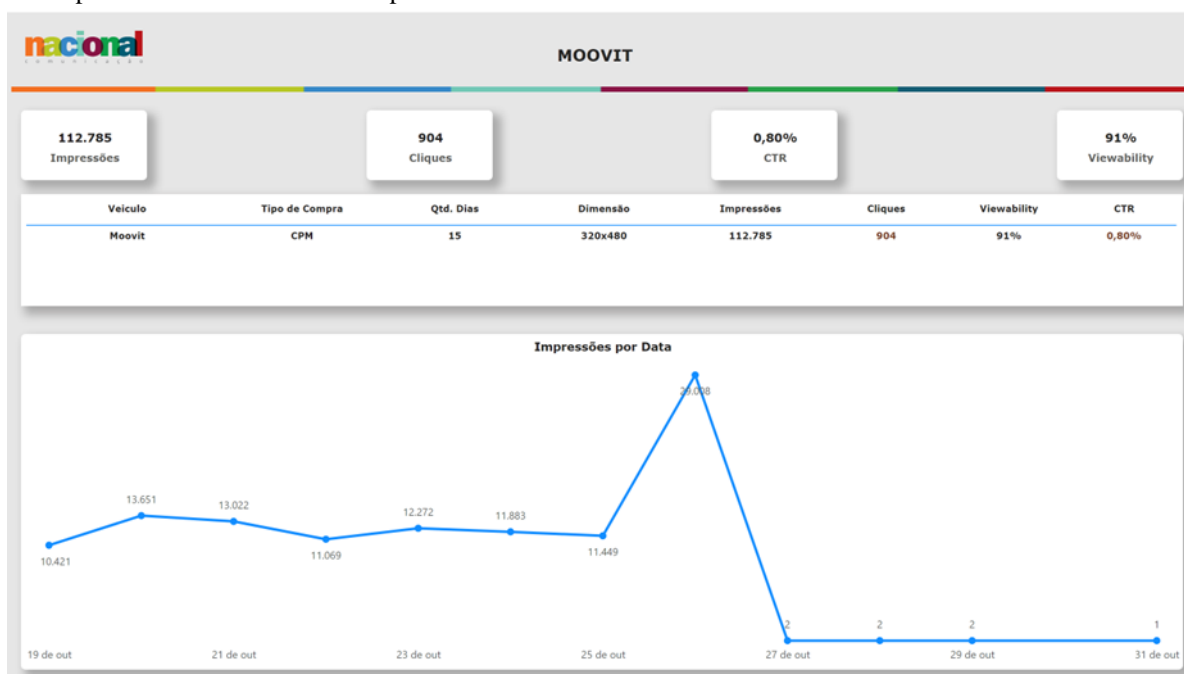 nacional
comunicação
MOOVIT
112.785
Impressões
904
Cliques
0,80%
CTR
91%
Viewability
Veiculo Tipo de Compra Qtd. Dias Dimensão Impressões Cliques Viewability CTR
Moovit CPM 15 320x480 112.785 904 91% 0,80%
Impressões por Data
13.651
13.022
12.272
11.883
10.421
11.069
11.449
2
2
2
1
19 de out 21 de out 23 de out 25 de out 27 de out 29 de out 31 de out